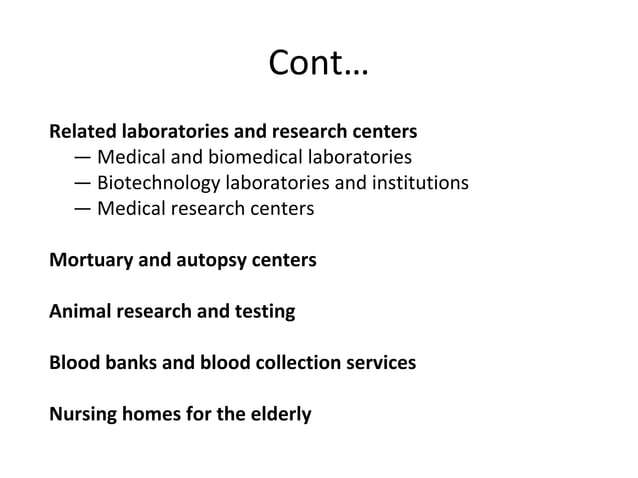 Cont…
Related laboratories and research centers
— Medical and biomedical laboratories
— Biotechnology laboratories and institutions
— Medical research centers
Mortuary and autopsy centers
Animal research and testing
Blood banks and blood collection services
Nursing homes for the elderly